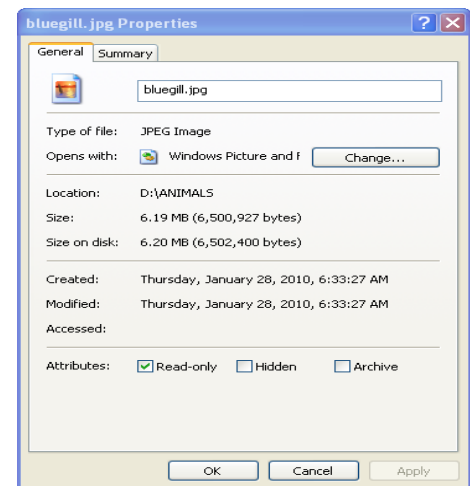 bluegill.jpg Properties
General Summary
bluegill.jpg
Type of file: JPEG Image
Opens with: Windows Picture and F Change...
Location: D:\ANIMALS
Size: 6.19 MB (6,500,927 bytes)
Size on disk: 6.20 MB (6,502,400 bytes)
Created: Thursday, January 28, 2010, 6:33:27 AM
Modified: Thursday, January 28, 2010, 6:33:27 AM
Accessed:
Attributes: Read-only Hidden Archive
OK Cancel Apply